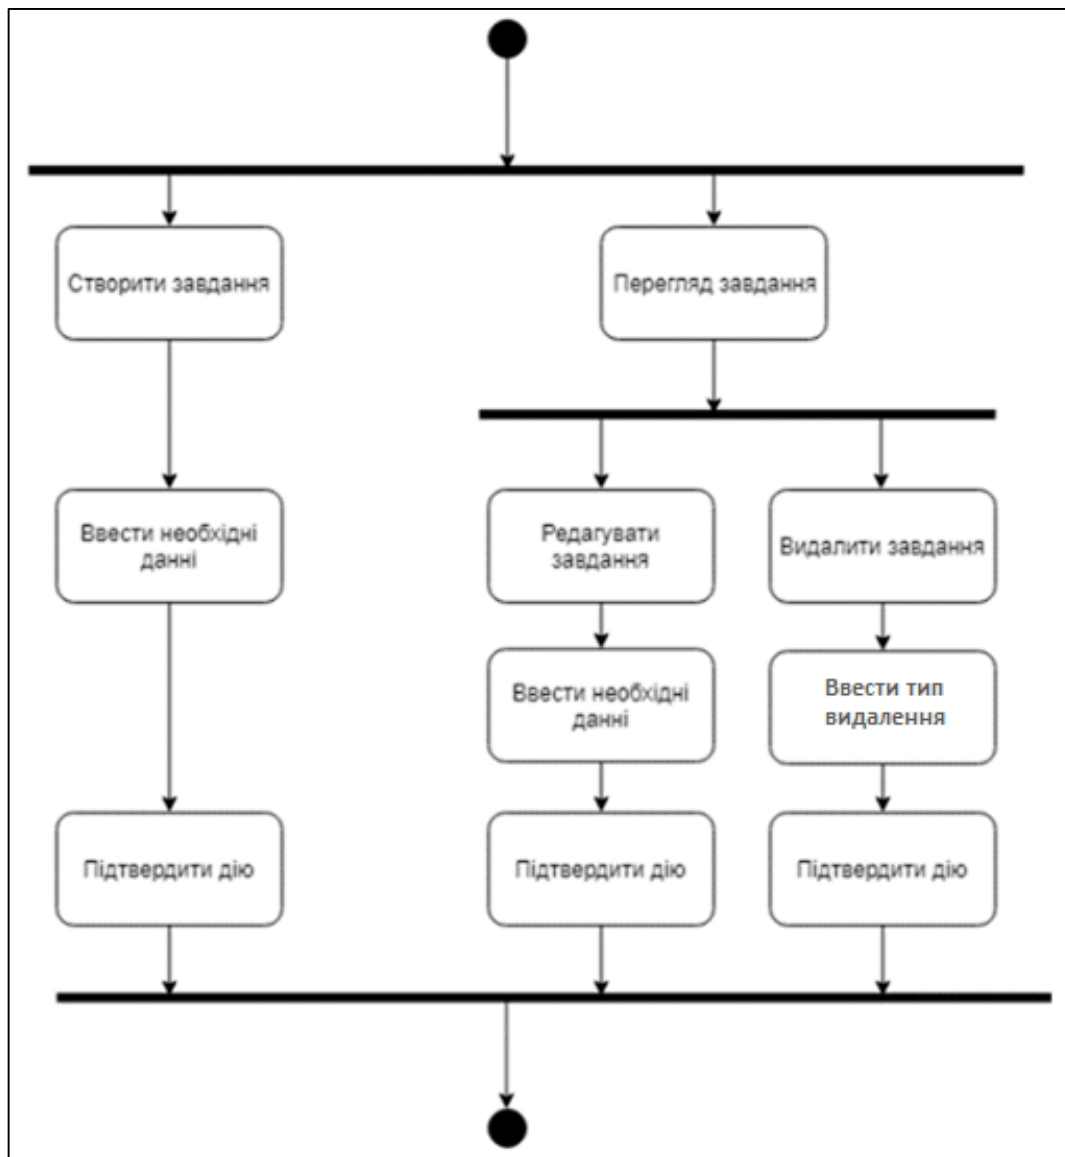 Створити завдання
Перегляд завдання
Ввести необхідні
данні
Редагувати
завдання
Видалити завдання
Ввести необхідні
данні
Ввести тип
видалення
Підтвердити дію
Підтвердити дію
Підтвердити дію